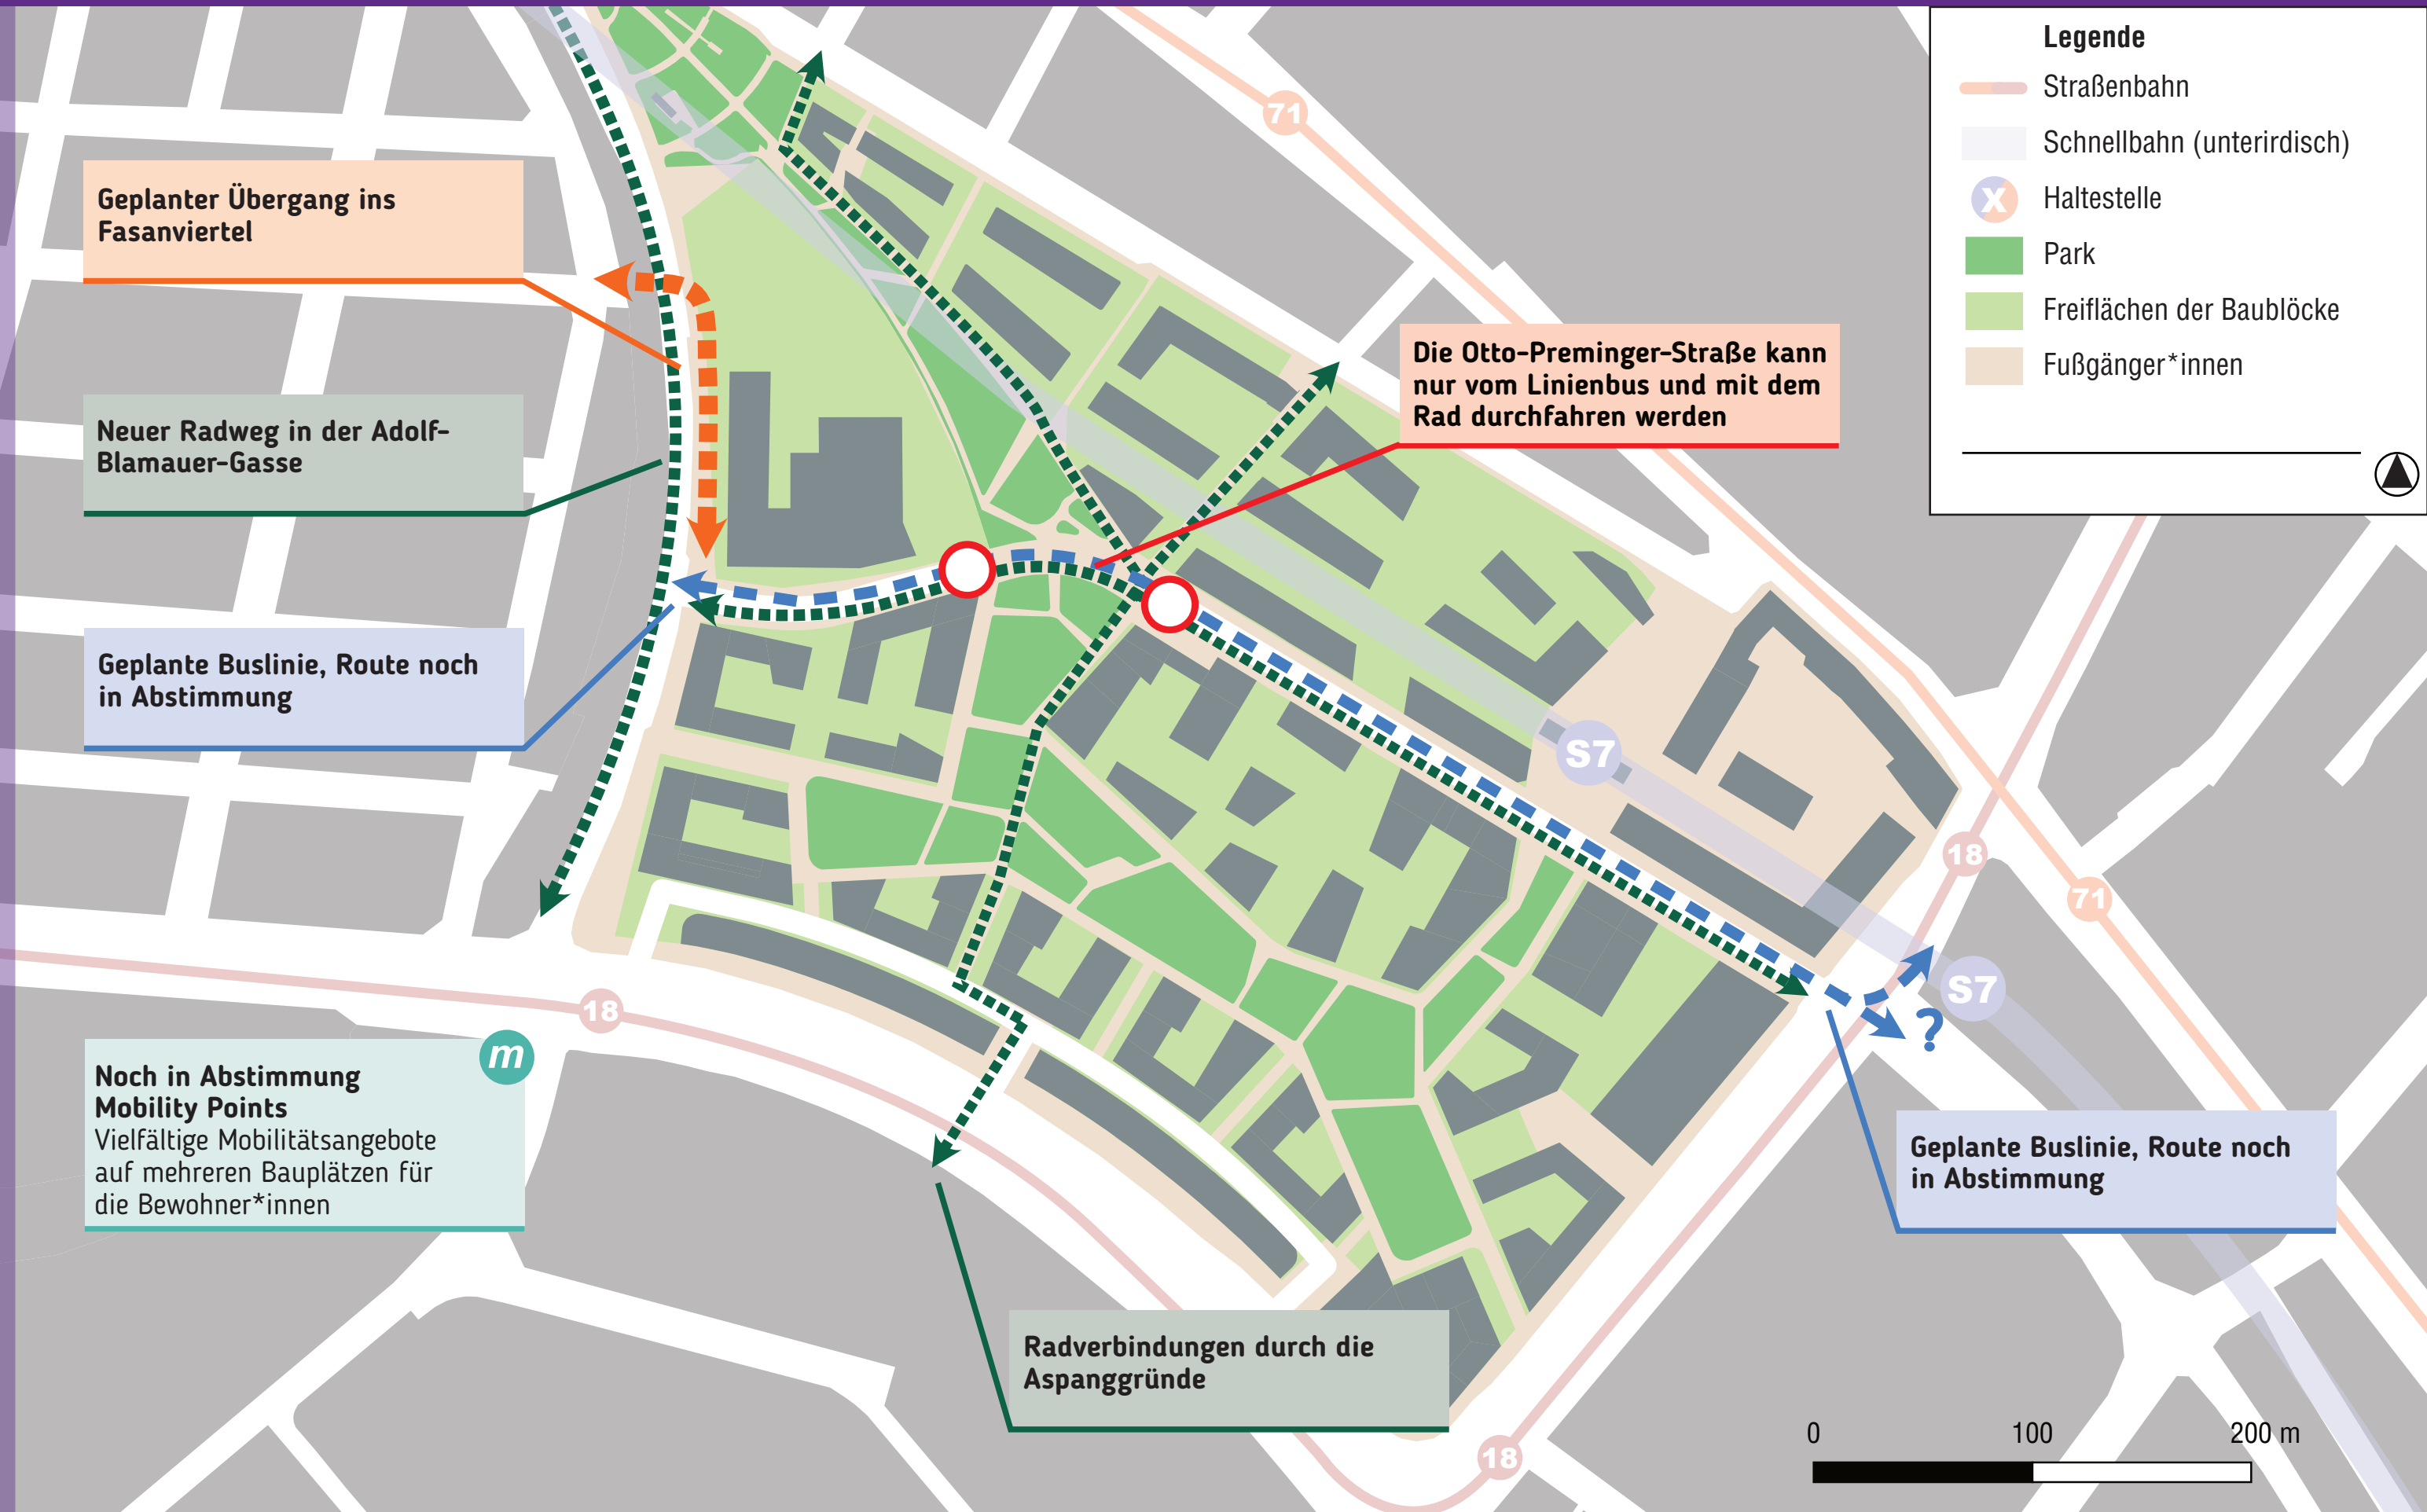 Legende
Straßenbahn
Schnellbahn (unterirdisch)
X
Haltestelle
Park
Freiflächen der Baublöcke
Fußgänger*innen
71
Geplanter Übergang ins
Fasanviertel
Die Otto-Preminger-Straße kann
nur vom Linienbus und mit dem
Rad durchfahren werden
Neuer Radweg in der Adolf-
Blamauer-Gasse
Geplante Buslinie, Route noch
in Abstimmung
S7
18
71
S7
18
?
m
Noch in Abstimmung
Mobility Points
Vielfältige Mobilitätsangebote
auf mehreren Bauplätzen für
die Bewohner*innen
Geplante Buslinie, Route noch
in Abstimmung
Radverbindungen durch die
Aspanggründe
18
0 100 200 m